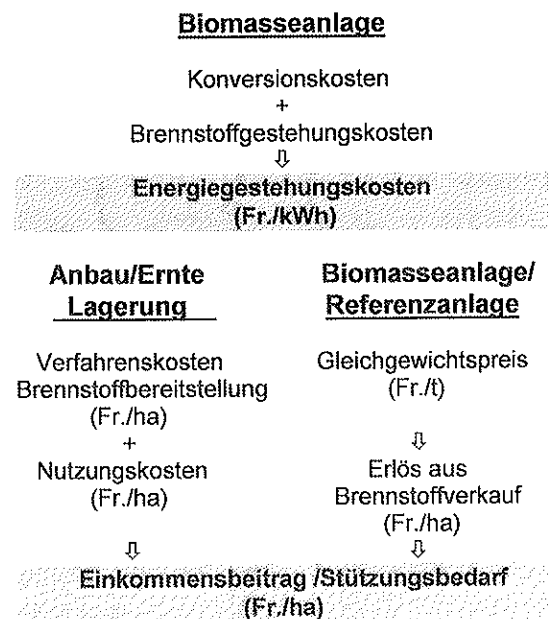 Biomasseanlage
Konversionskosten
+
Brennstoffgestehungskosten
⇩
Energiegestehungskosten
(Fr./kWh)
Anbau/Ernte
Lagerung
Verfahrenskosten
Brennstoffbereitstellung
(Fr./ha)
+
Nutzungskosten
(Fr./ha)
⇩
Biomasseanlage/
Referenzanlage
Gleichgewichtspreis
(Fr./t)
⇩
Erlös aus
Brennstoffverkauf
(Fr./ha)
⇩
Einkommensbeitrag /Stützungsbedarf
(Fr./ha)